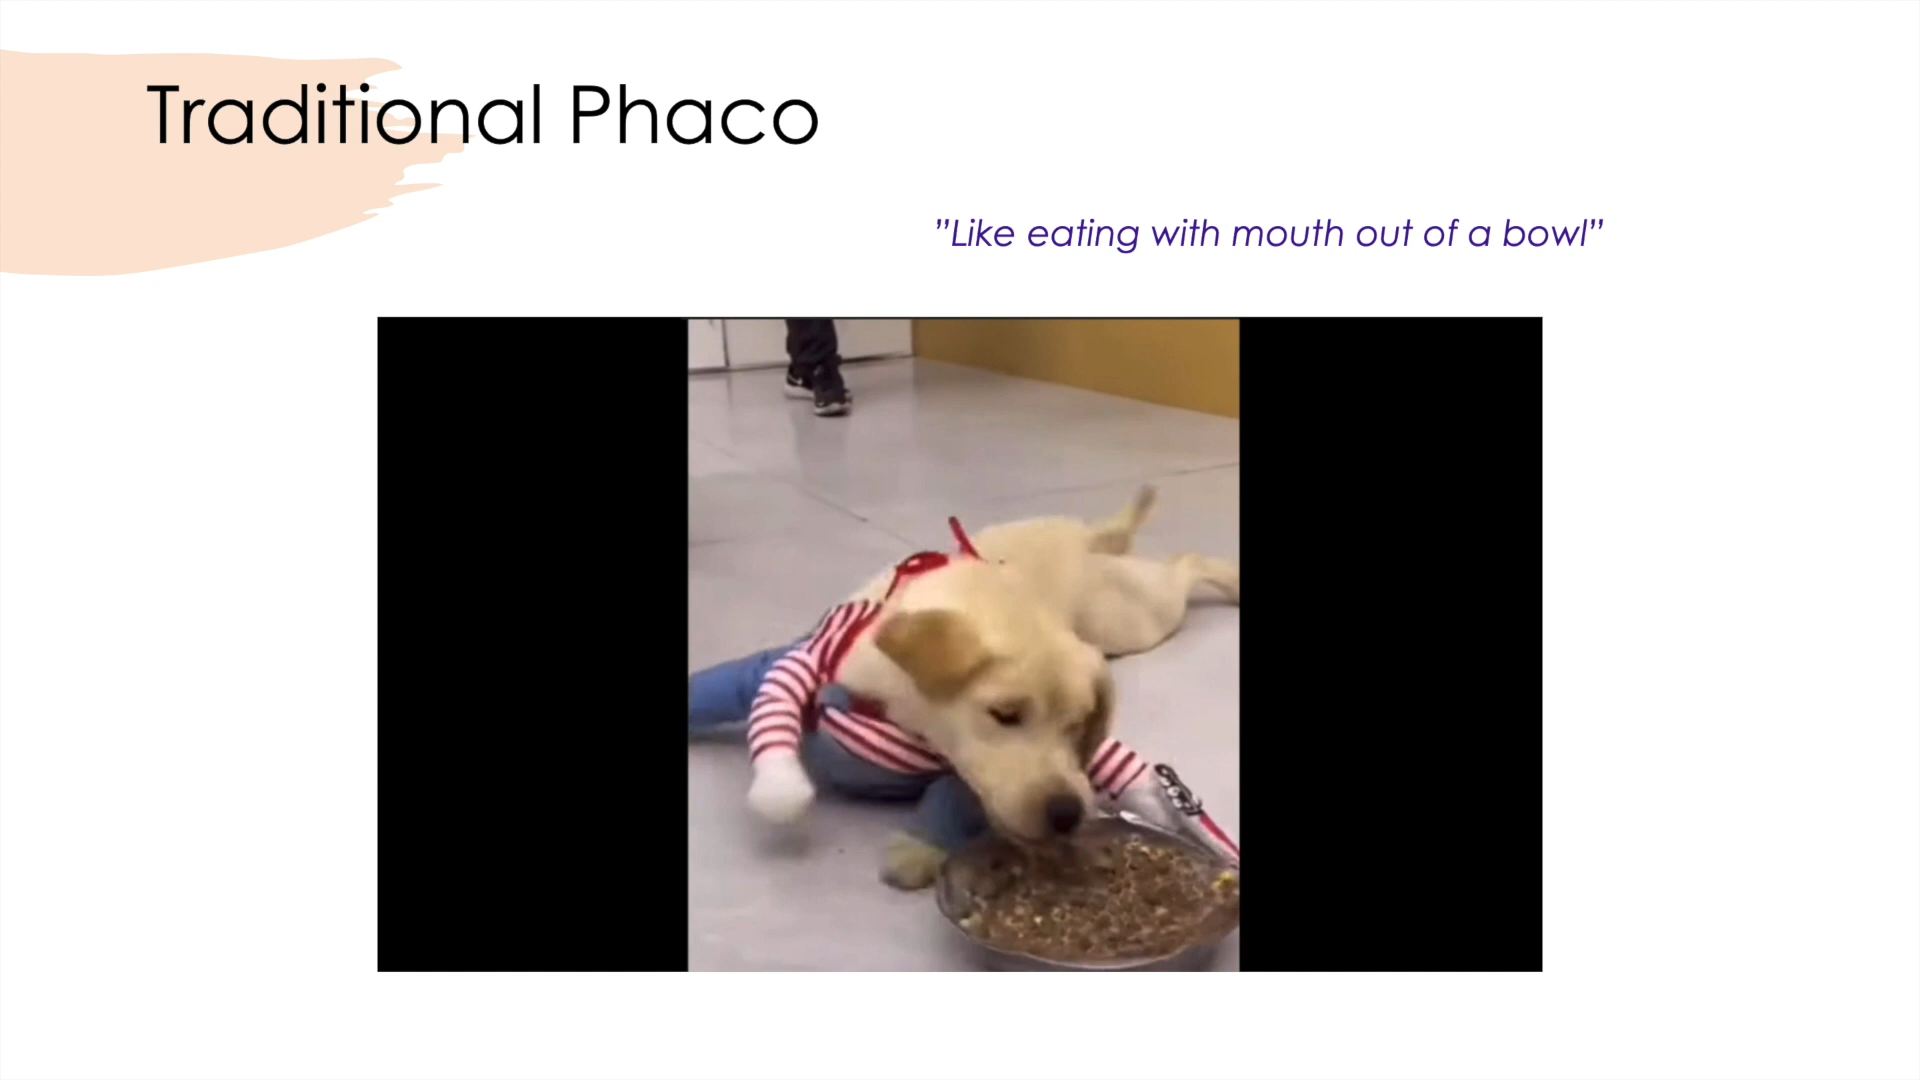 Traditional Phaco
”Like eating with mouth out of a bowl”